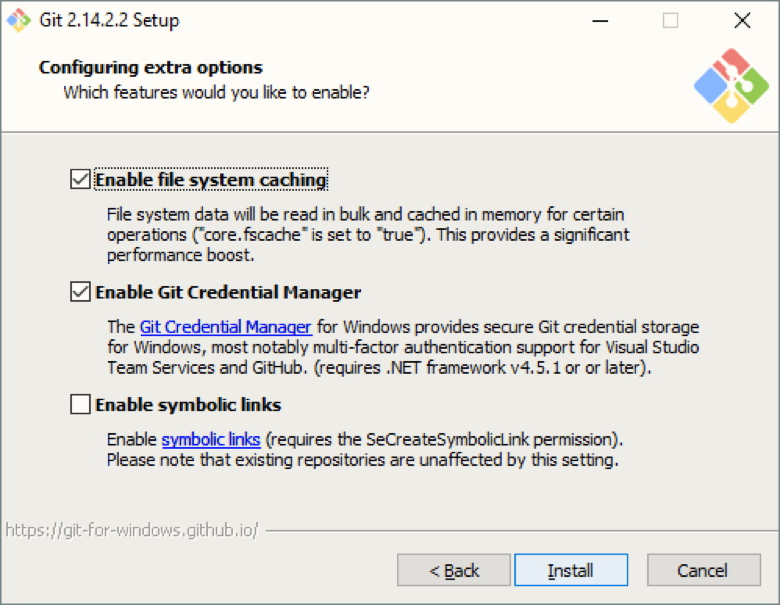 Git 2.14.2.2 Setup
Configuring extra options
Which features would you like to enable?
Enable file system caching
File system data will be read in bulk and cached in memory for certain
operations ("core.fscache" is set to "true"). This provides a significant
performance boost.
Enable Git Credential Manager
The Git Credential Manager for Windows provides secure Git credential storage
for Windows, most notably multi-factor authentication support for Visual Studio
Team Services and GitHub. (requires .NET framework v4.5.1 or or later).
Enable symbolic links
Enable symbolic links (requires the SeCreateSymbolicLink permission).
Please note that existing repositories are unaffected by this setting.
https://git-for-windows.github.io/
< Back Install Cancel